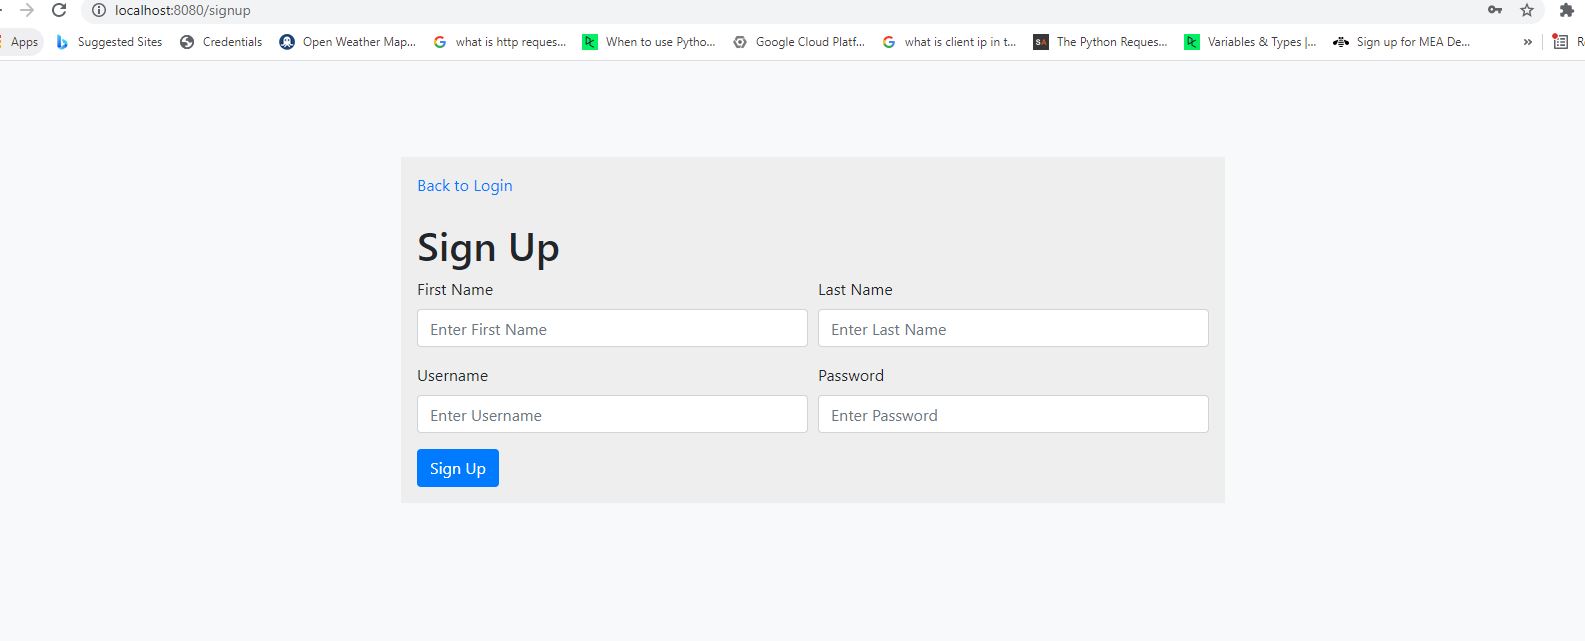 localhost:8080/signup
Apps Suggested Sites Credentials Open Weather Map... what is http reques... When to use Pytho... Google Cloud Platf... what is client ip in t... SA The Python Reques... Variables & Types |... Sign up for MEA De... » R
Back to Login
Sign Up
First Name Last Name
Enter First Name Enter Last Name
Username Password
Enter Username Enter Password
Sign Up